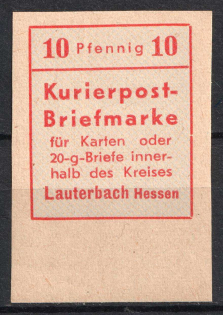 10 Pfennig 10
Kurierpost-
Briefmarke
für Karten oder
20-g-Briefe inner-
halb des Kreises
Lauterbach Hessen